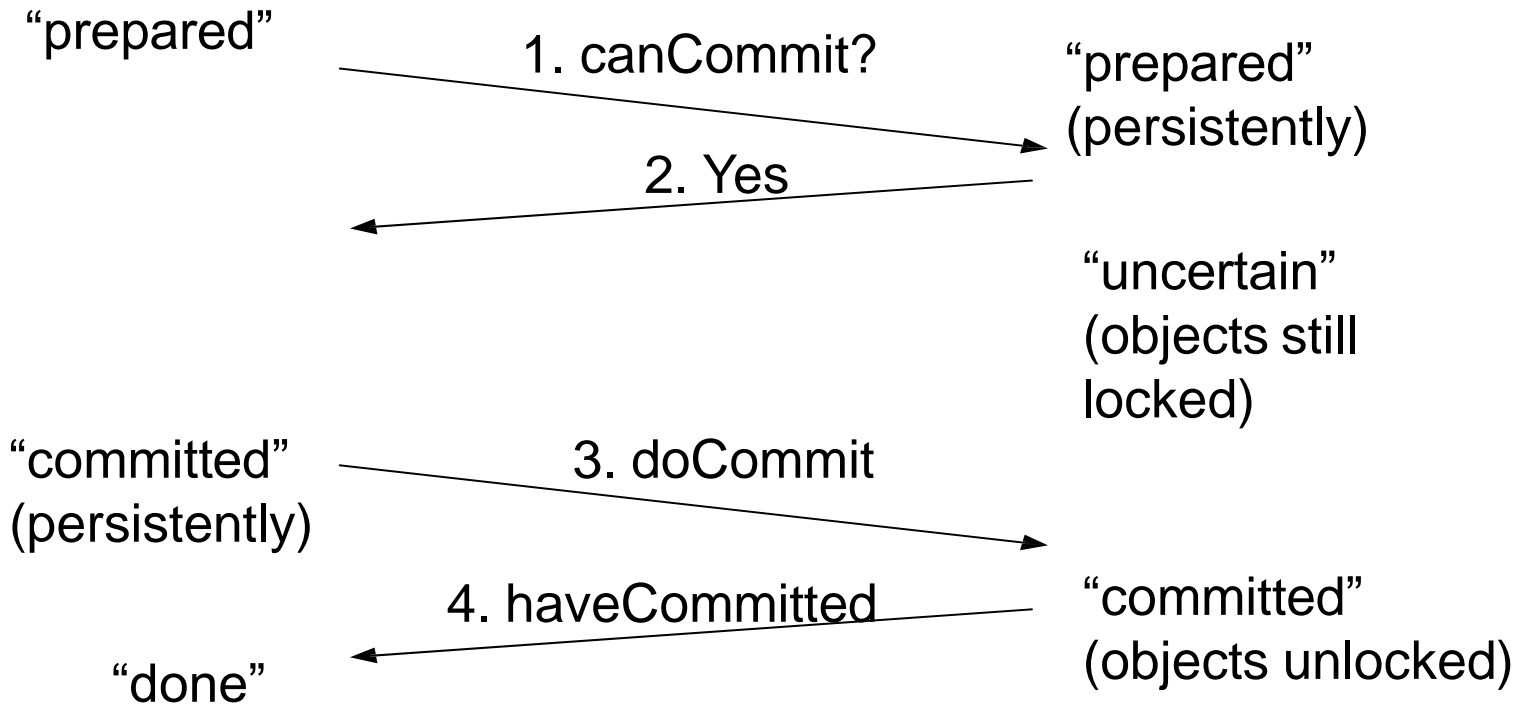 “prepared”
1. canCommit?
“prepared”
(persistently)
2. Yes
“uncertain”
(objects still
locked)
“committed”
(persistently)
3. doCommit
4. haveCommitted
“committed”
(objects unlocked)
“done”